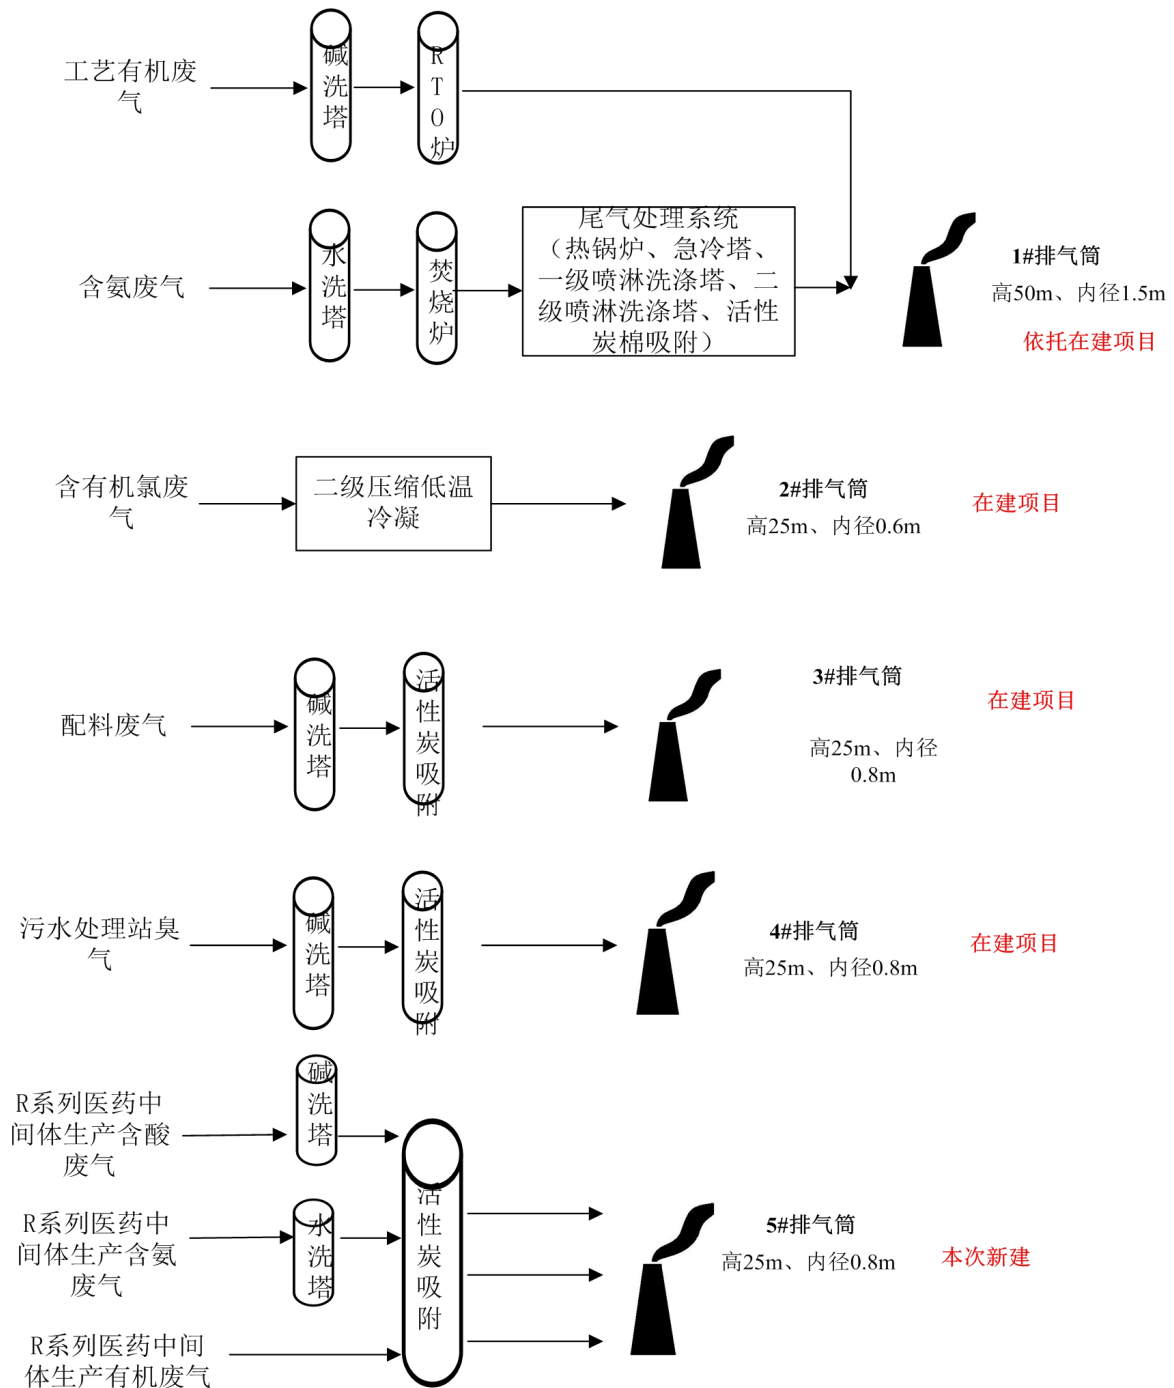 工艺有机废
气
碱
洗
塔
R
T
O
炉
含氨废气
水
洗
塔
焚
烧
炉
尾气处理系统
（热锅炉、急冷塔、
一级喷淋洗涤塔、二
级喷淋洗涤塔、活性
炭棉吸附）
1#排气筒
高50m、内径1.5m
依托在建项目
含有机氯废
气
二级压缩低温
冷凝
2#排气筒
高25m、内径0.6m
在建项目
配料废气
碱
洗
塔
活
性
炭
吸
附
3#排气筒
高25m、内径
0.8m
在建项目
污水处理站臭
气
碱
洗
塔
活
性
炭
吸
附
4#排气筒
高25m、内径0.8m
在建项目
R系列医药中
间体生产含酸
废气
碱
洗
塔
R系列医药中
间体生产含氨
废气
水
洗
塔
R系列医药中间
体生产有机废气
活
性
炭
吸
附
5#排气筒
高25m、内径0.8m
本次新建